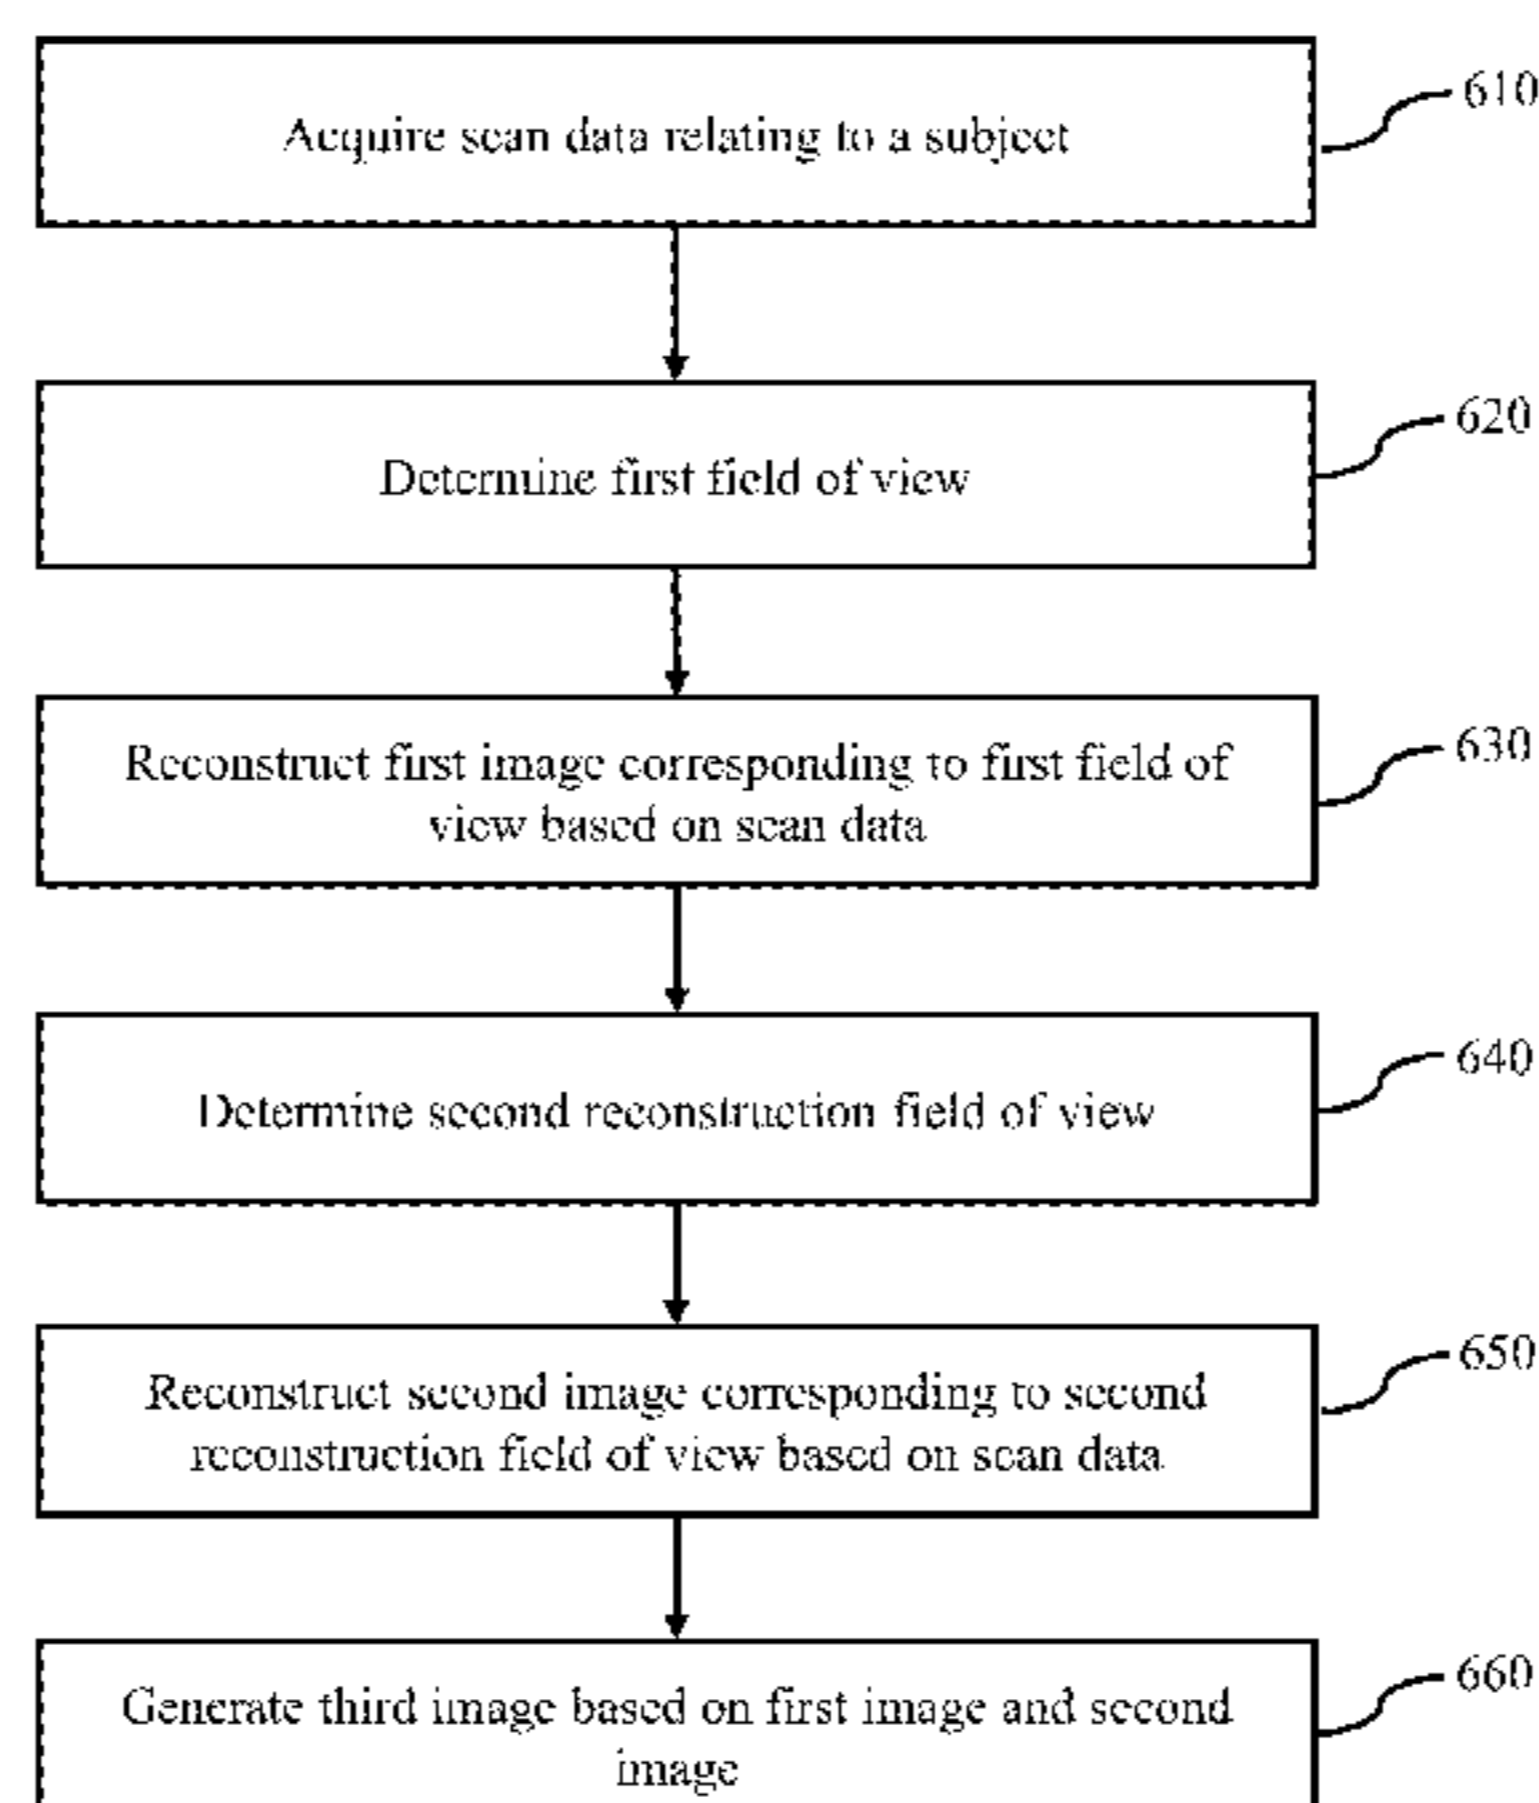 Acquire scan data relating to a subject
610
Determine first field of view
620
Reconstruct first image corresponding to first field of
view based on scan data
630
Determine second reconstruction field of view
640
Reconstruct second image corresponding to second
reconstruction field of view based on scan data
650
Generate third image based on first image and second
image
660